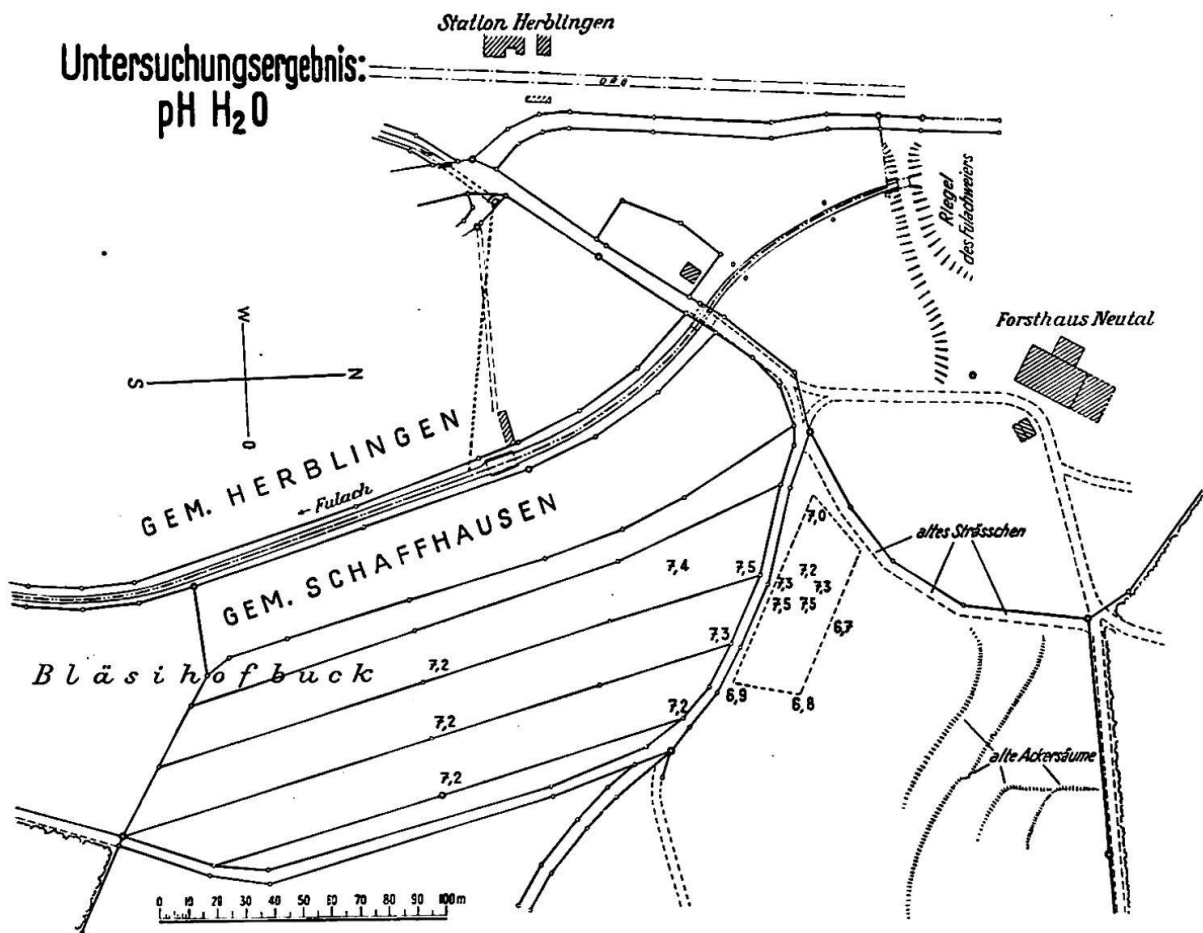 Station Herblingen
Untersuchungsergebnis:
pH H₂O
Riegel
des Fulachweiers
Forsthaus Neutal
W
S
N
O
GEM. HERBLINGEN
← Fulach
GEM. SCHAFFHAUSEN
altes Strässchen
7,0
7,4
7,5
7,2
7,3
7,3
7,5
7,5
6,7
7,3
Bläsihofbuck
7,2
6,9
6,8
7,2
7,2
7,2
alte Ackersäume
0 10 20 30 40 50 60 70 80 90 100m